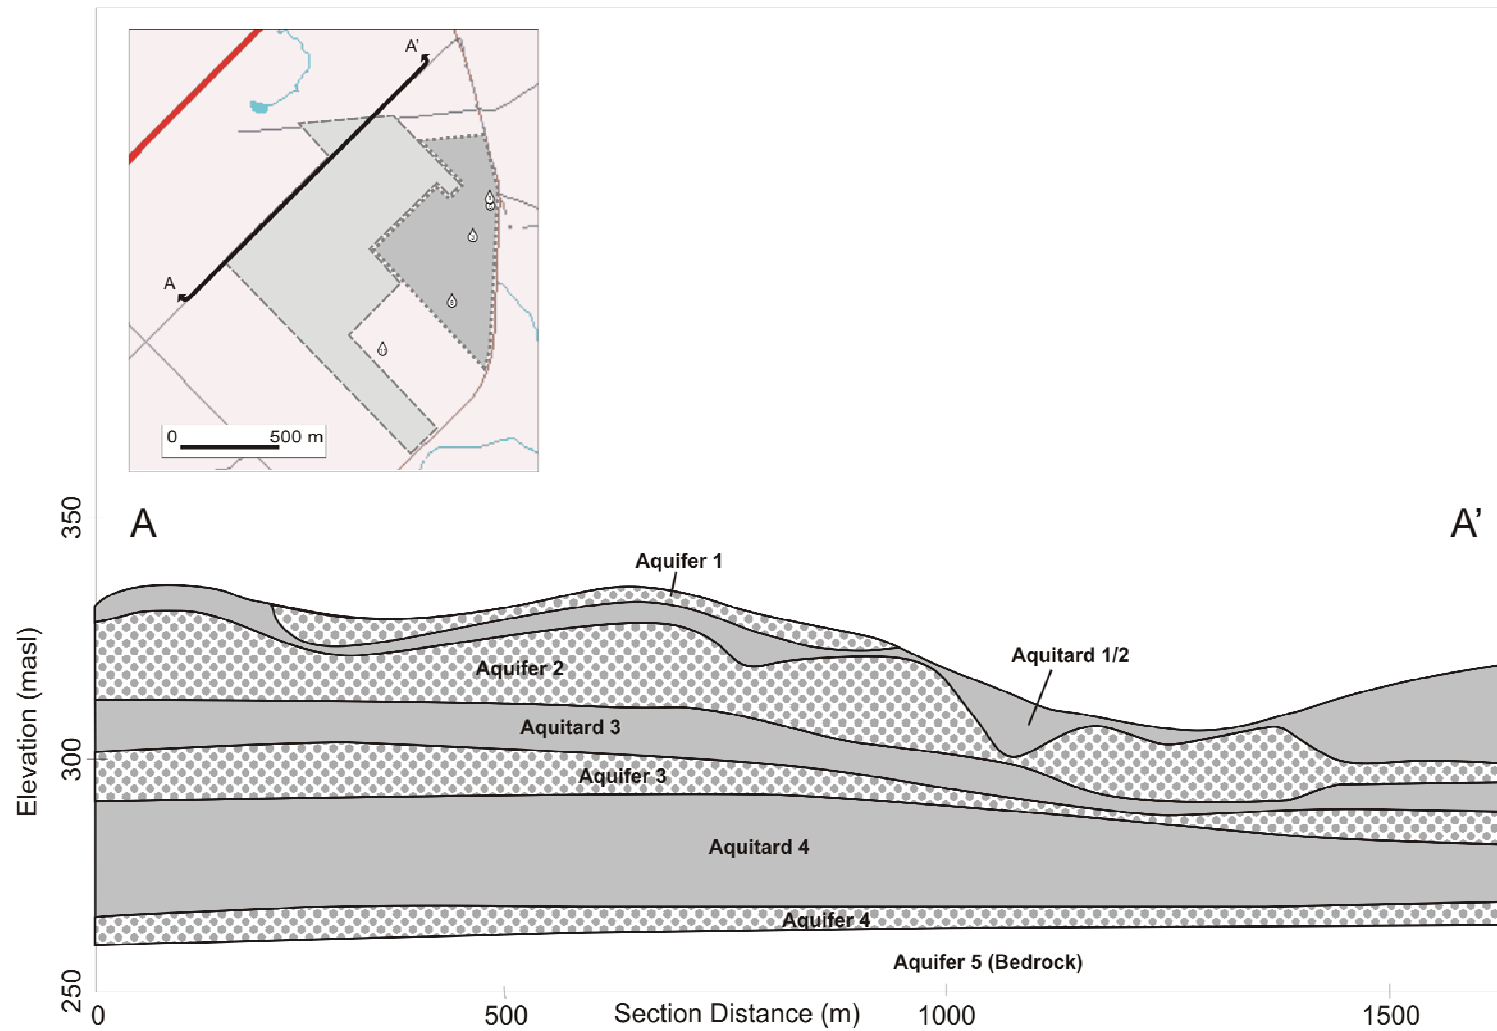 A'
A
0 500 m
350
A
A'
Aquifer 1
Aquitard 1/2
Aquifer 2
Aquitard 3
300
Aquifer 3
Elevation (masl)
Aquitard 4
Aquifer 4
Aquifer 5 (Bedrock)
250
0 500 Section Distance (m) 1000 1500